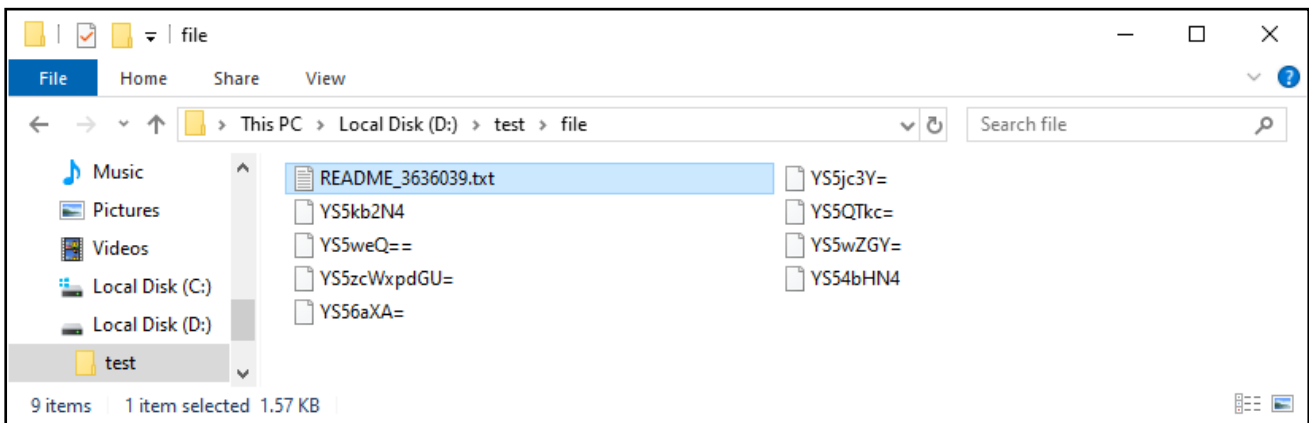 file
File Home Share View
This PC > Local Disk (D:) > test > file
Search file
Music
Pictures
Videos
Local Disk (C:)
Local Disk (D:)
test
README_3636039.txt
YS5kb2N4
YS5weQ==
YS5zcWxpdGU=
YS56aXA=
YS5jc3Y=
YS5QTkc=
YS5wZGY=
YS54bHN4
9 items 1 item selected 1.57 KB